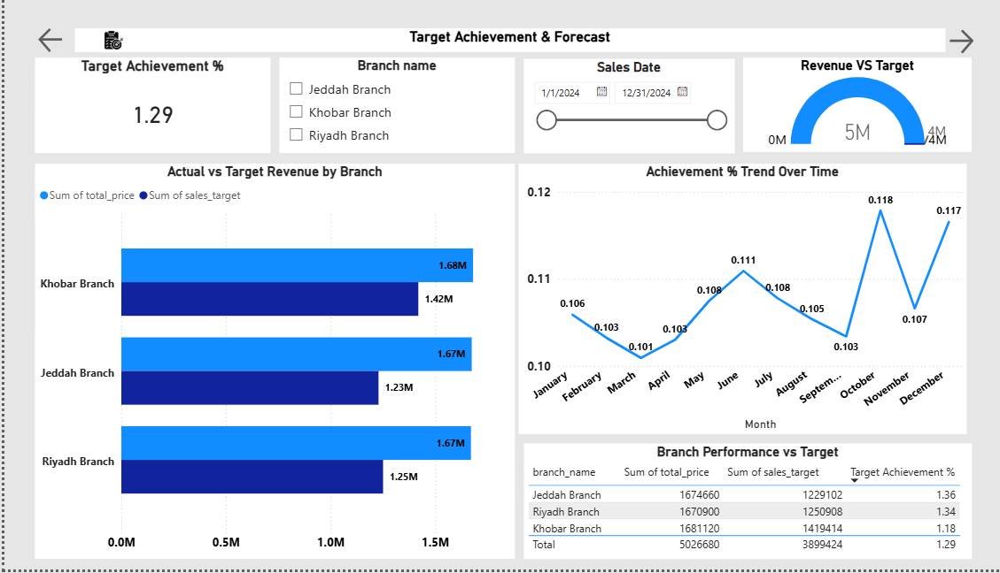 Target Achievement & Forecast
Target Achievement %
1.29
Branch name
Jeddah Branch
Khobar Branch
Riyadh Branch
Sales Date
1/1/2024 12/31/2024
Revenue VS Target
0M 5M 4M
/4M
Actual vs Target Revenue by Branch
Sum of total_price Sum of sales_target
Khobar Branch
1.68M
1.42M
Jeddah Branch
1.67M
1.23M
Riyadh Branch
1.67M
1.25M
0.0M 0.5M 1.0M 1.5M
Achievement % Trend Over Time
0.12
0.11
0.10
0.106
0.103
0.101
0.103
0.108
0.111
0.108
0.105
0.103
0.118
0.107
0.117
January February March April May June July August Septem... October November December
Month
Branch Performance vs Target
branch_name Sum of total_price Sum of sales_target Target Achievement %
Jeddah Branch 1674660 1229102 1.36
Riyadh Branch 1670900 1250908 1.34
Khobar Branch 1681120 1419414 1.18
Total 5026680 3899424 1.29